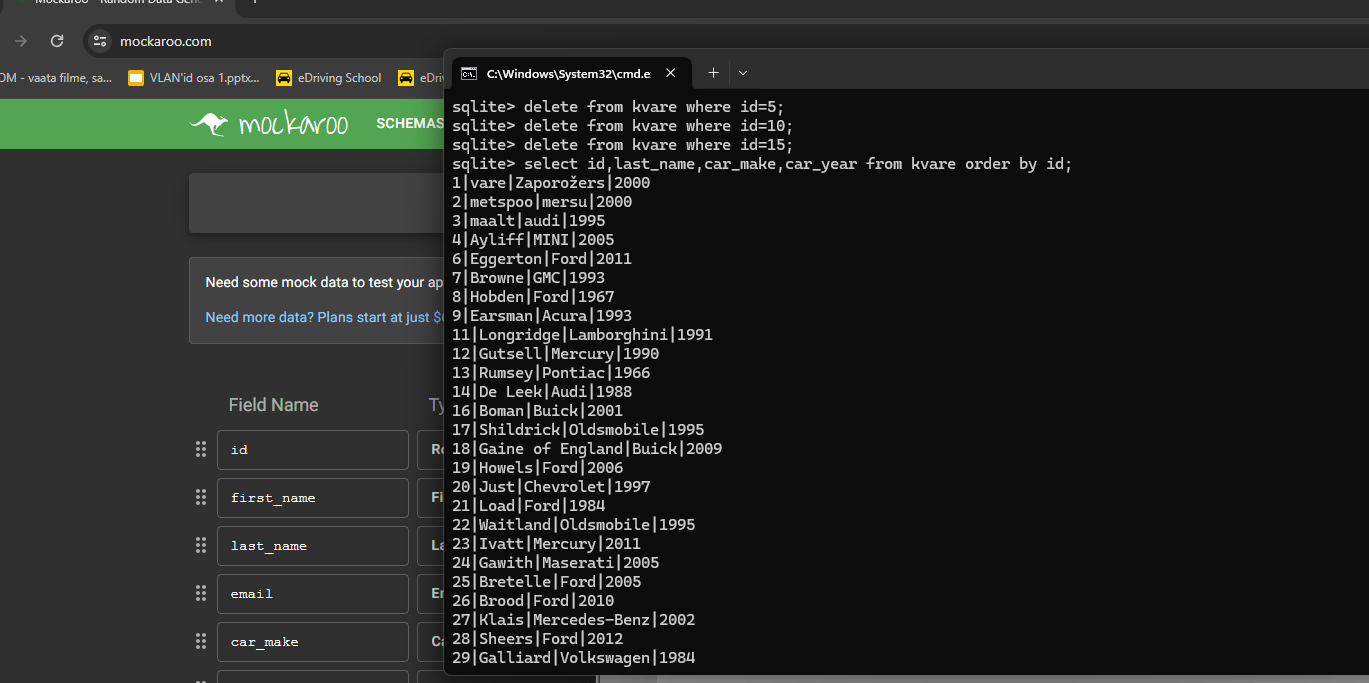 Mockaroo - Random Data Gene
mockaroo.com
OM - vaata filme, sa...
VLAN'id osa 1.pptx...
eDriving School
eDriv
mockaroo
SCHEMAS
Need some mock data to test your ap
Need more data? Plans start at just $
Field Name
Ty
id
Ro
first_name
Fi
last_name
La
email
Em
car_make
Ca
C:\Windows\System32\cmd.e
sqlite> delete from kvare where id=5;
sqlite> delete from kvare where id=10;
sqlite> delete from kvare where id=15;
sqlite> select id,last_name,car_make,car_year from kvare order by id;
1|vare|Zaporožers|2000
2|metspoo|mersu|2000
3|maalt|audi|1995
4|Ayliff|MINI|2005
6|Eggerton|Ford|2011
7|Browne|GMC|1993
8|Hobden|Ford|1967
9|Earsman|Acura|1993
11|Longridge|Lamborghini|1991
12|Gutsell|Mercury|1990
13|Rumsey|Pontiac|1966
14|De Leek|Audi|1988
16|Boman|Buick|2001
17|Shildrick|Oldsmobile|1995
18|Gaine of England|Buick|2009
19|Howels|Ford|2006
20|Just|Chevrolet|1997
21|Load|Ford|1984
22|Waitland|Oldsmobile|1995
23|Ivatt|Mercury|2011
24|Gawith|Maserati|2005
25|Bretelle|Ford|2005
26|Brood|Ford|2010
27|Klais|Mercedes-Benz|2002
28|Sheers|Ford|2012
29|Galliard|Volkswagen|1984